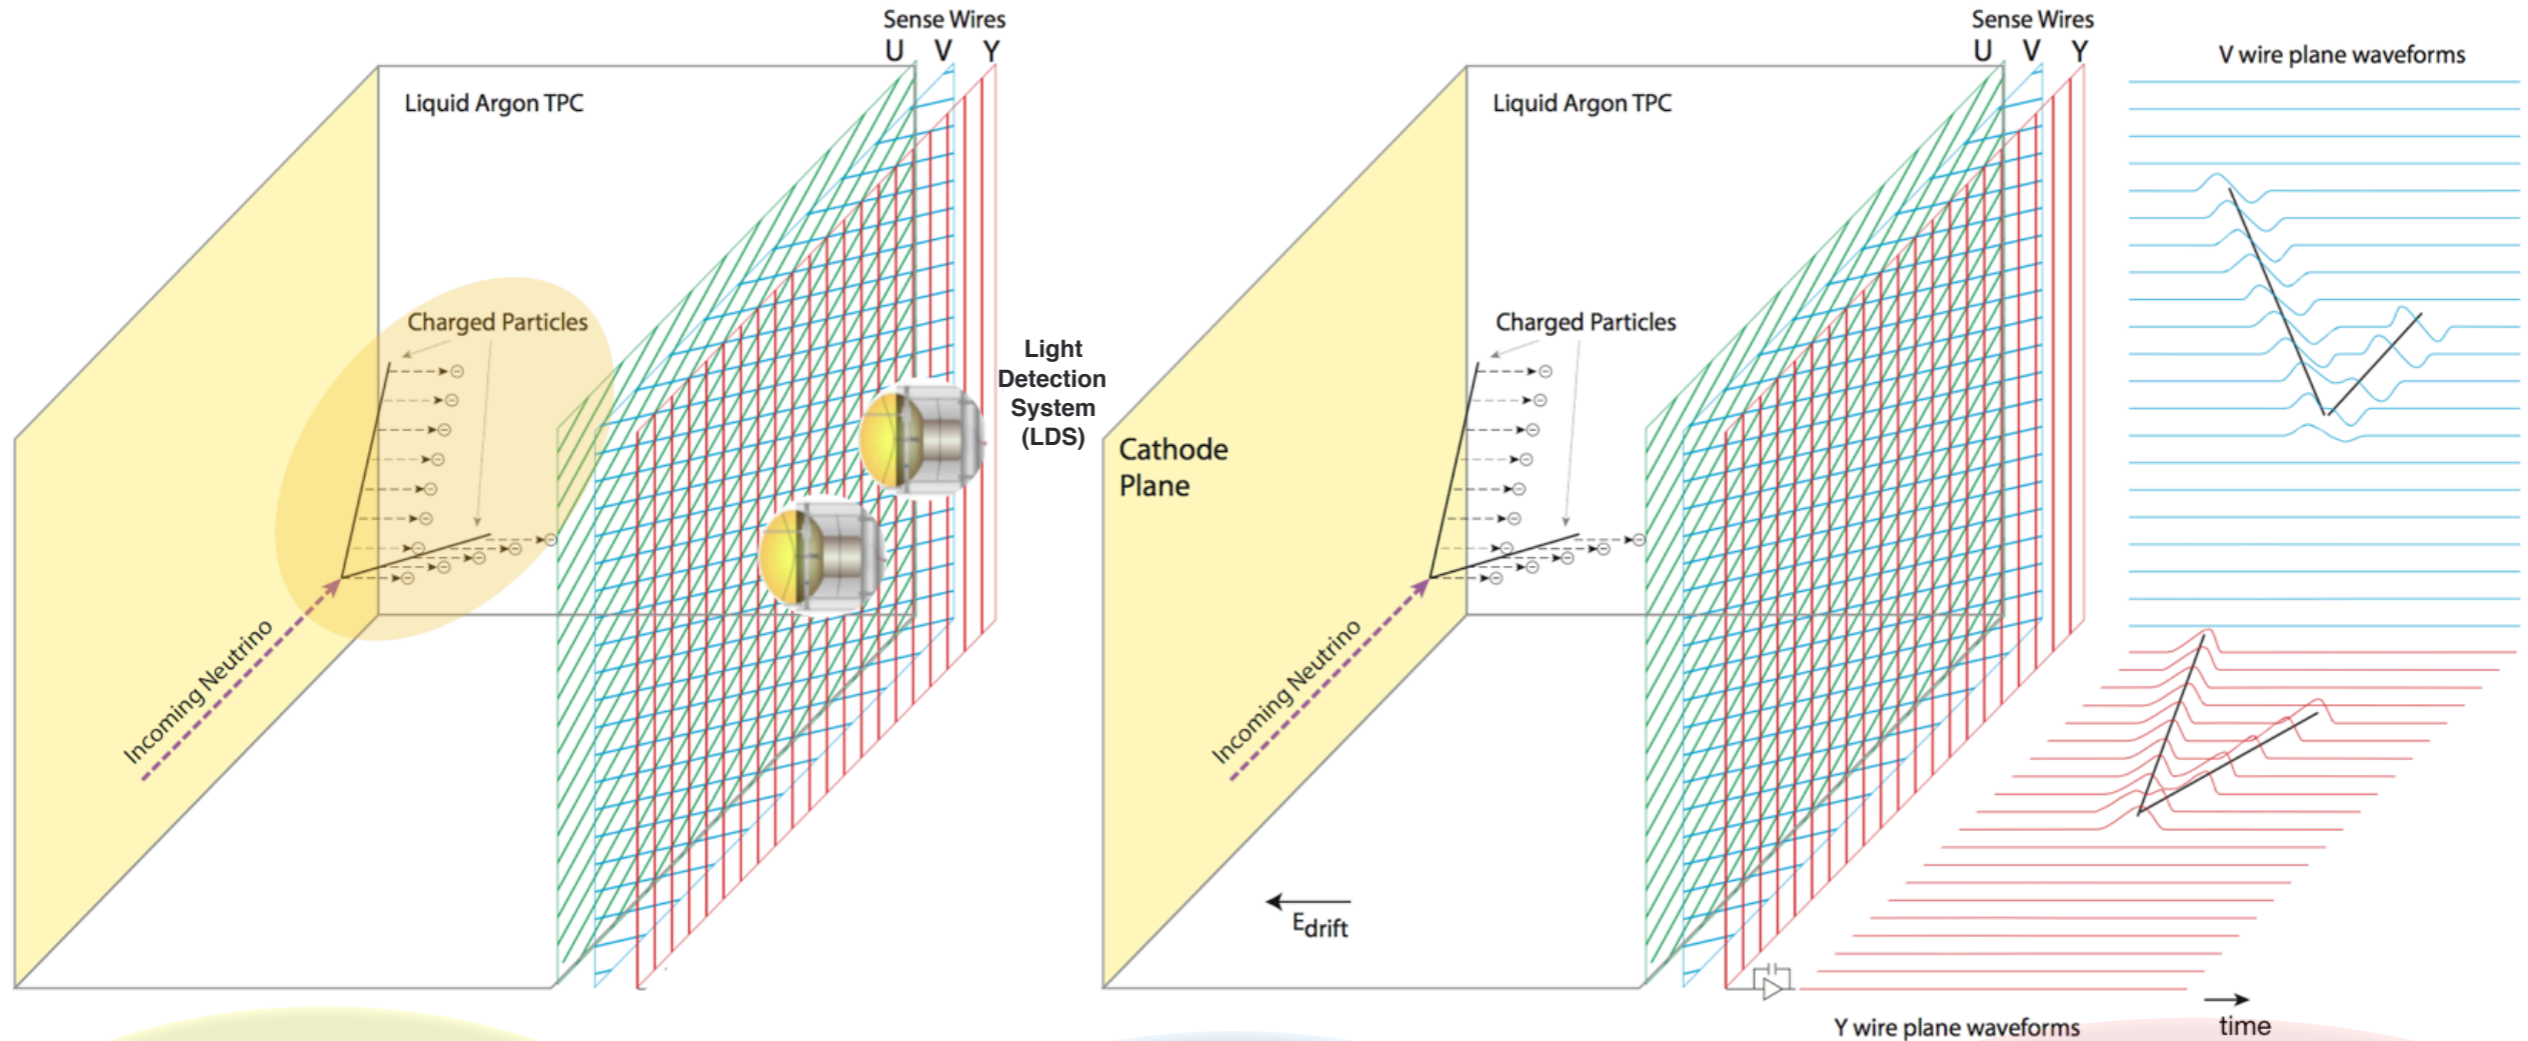 Sense Wires
U V Y
Liquid Argon TPC
Charged Particles
Light
Detection
System
(LDS)
Incoming Neutrino
Sense Wires
U V Y
Liquid Argon TPC
Charged Particles
Cathode
Plane
Incoming Neutrino
Edrift
V wire plane waveforms
Y wire plane waveforms
time